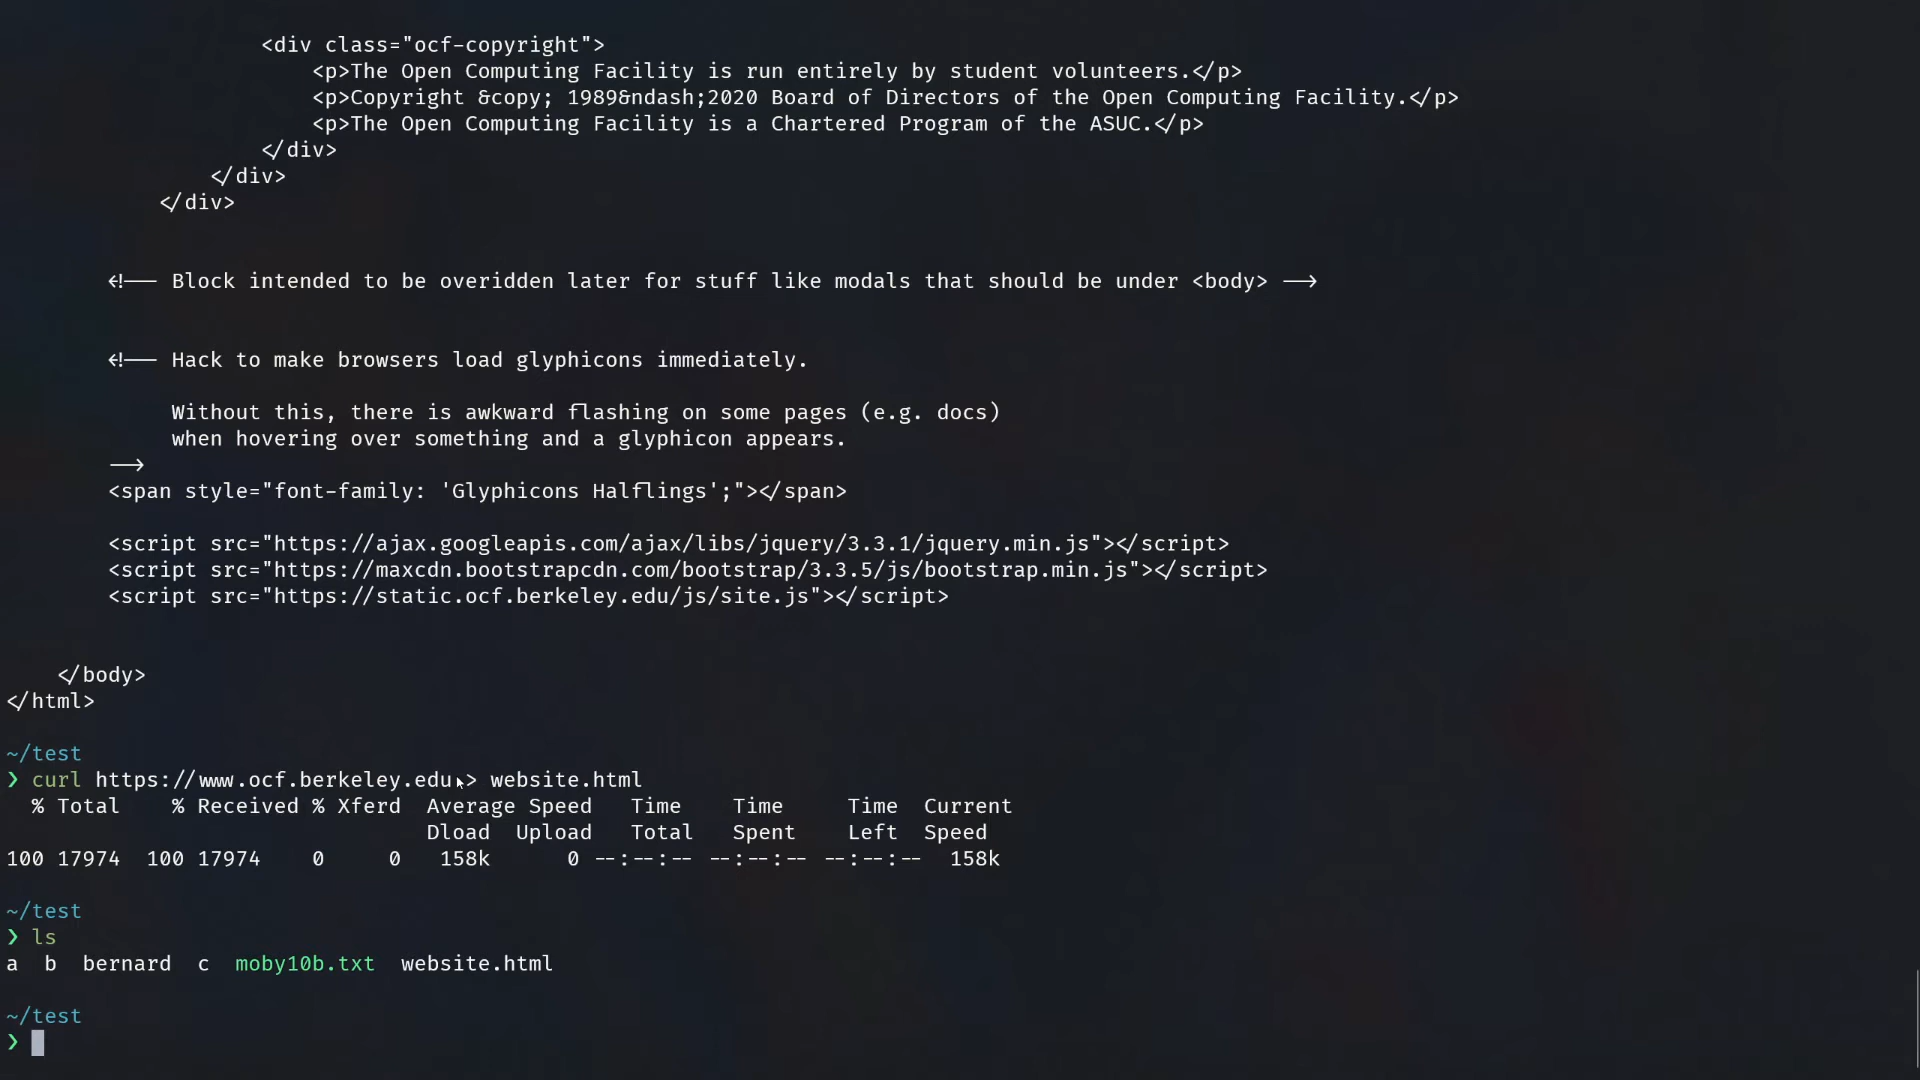 <div class="ocf-copyright">
<p>The Open Computing Facility is run entirely by student volunteers.</p>
<p>Copyright &copy; 1989&ndash;2020 Board of Directors of the Open Computing Facility.</p>
<p>The Open Computing Facility is a Chartered Program of the ASUC.</p>
</div>
</div>
</div>
<!-- Block intended to be overidden later for stuff like modals that should be under <body> -->
<!-- Hack to make browsers load glyphicons immediately.
Without this, there is awkward flashing on some pages (e.g. docs)
when hovering over something and a glyphicon appears.
-->
<span style="font-family: 'Glyphicons Halflings';"></span>
<script src="https://ajax.googleapis.com/ajax/libs/jquery/3.3.1/jquery.min.js"></script>
<script src="https://maxcdn.bootstrapcdn.com/bootstrap/3.3.5/js/bootstrap.min.js"></script>
<script src="https://static.ocf.berkeley.edu/js/site.js"></script>
</body>
</html>
~/test
❯ curl https://www.ocf.berkeley.edu > website.html
% Total % Received % Xferd Average Speed Time Time Time Current
Dload Upload Total Spent Left Speed
100 17974 100 17974 0 0 158k 0 --:--:-- --:--:-- --:--:-- 158k
~/test
❯ ls
a b bernard c moby10b.txt website.html
~/test
❯